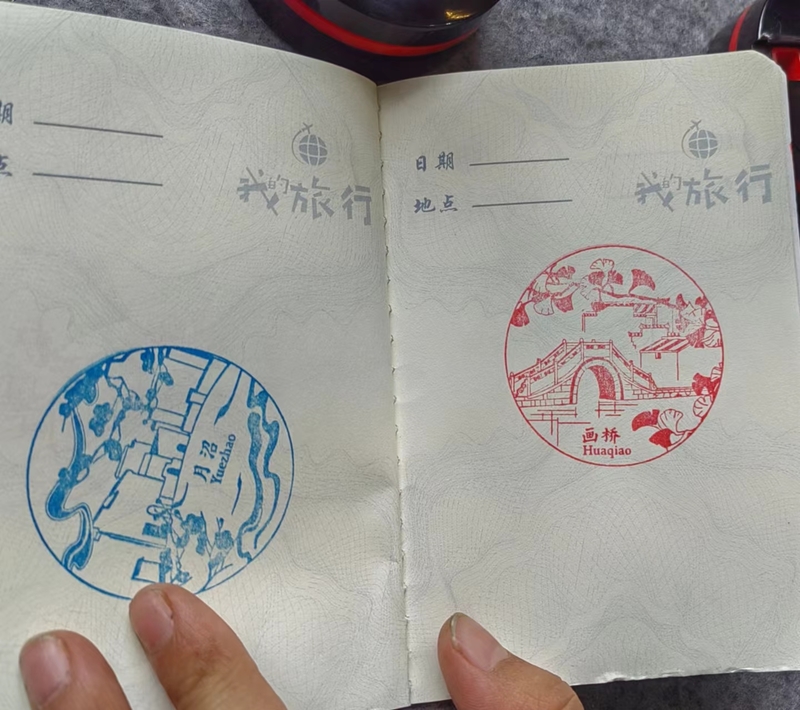 期
点
我的旅行
月沼
Yuezhao
日期
地点
我的旅行
画桥
Huaqiao